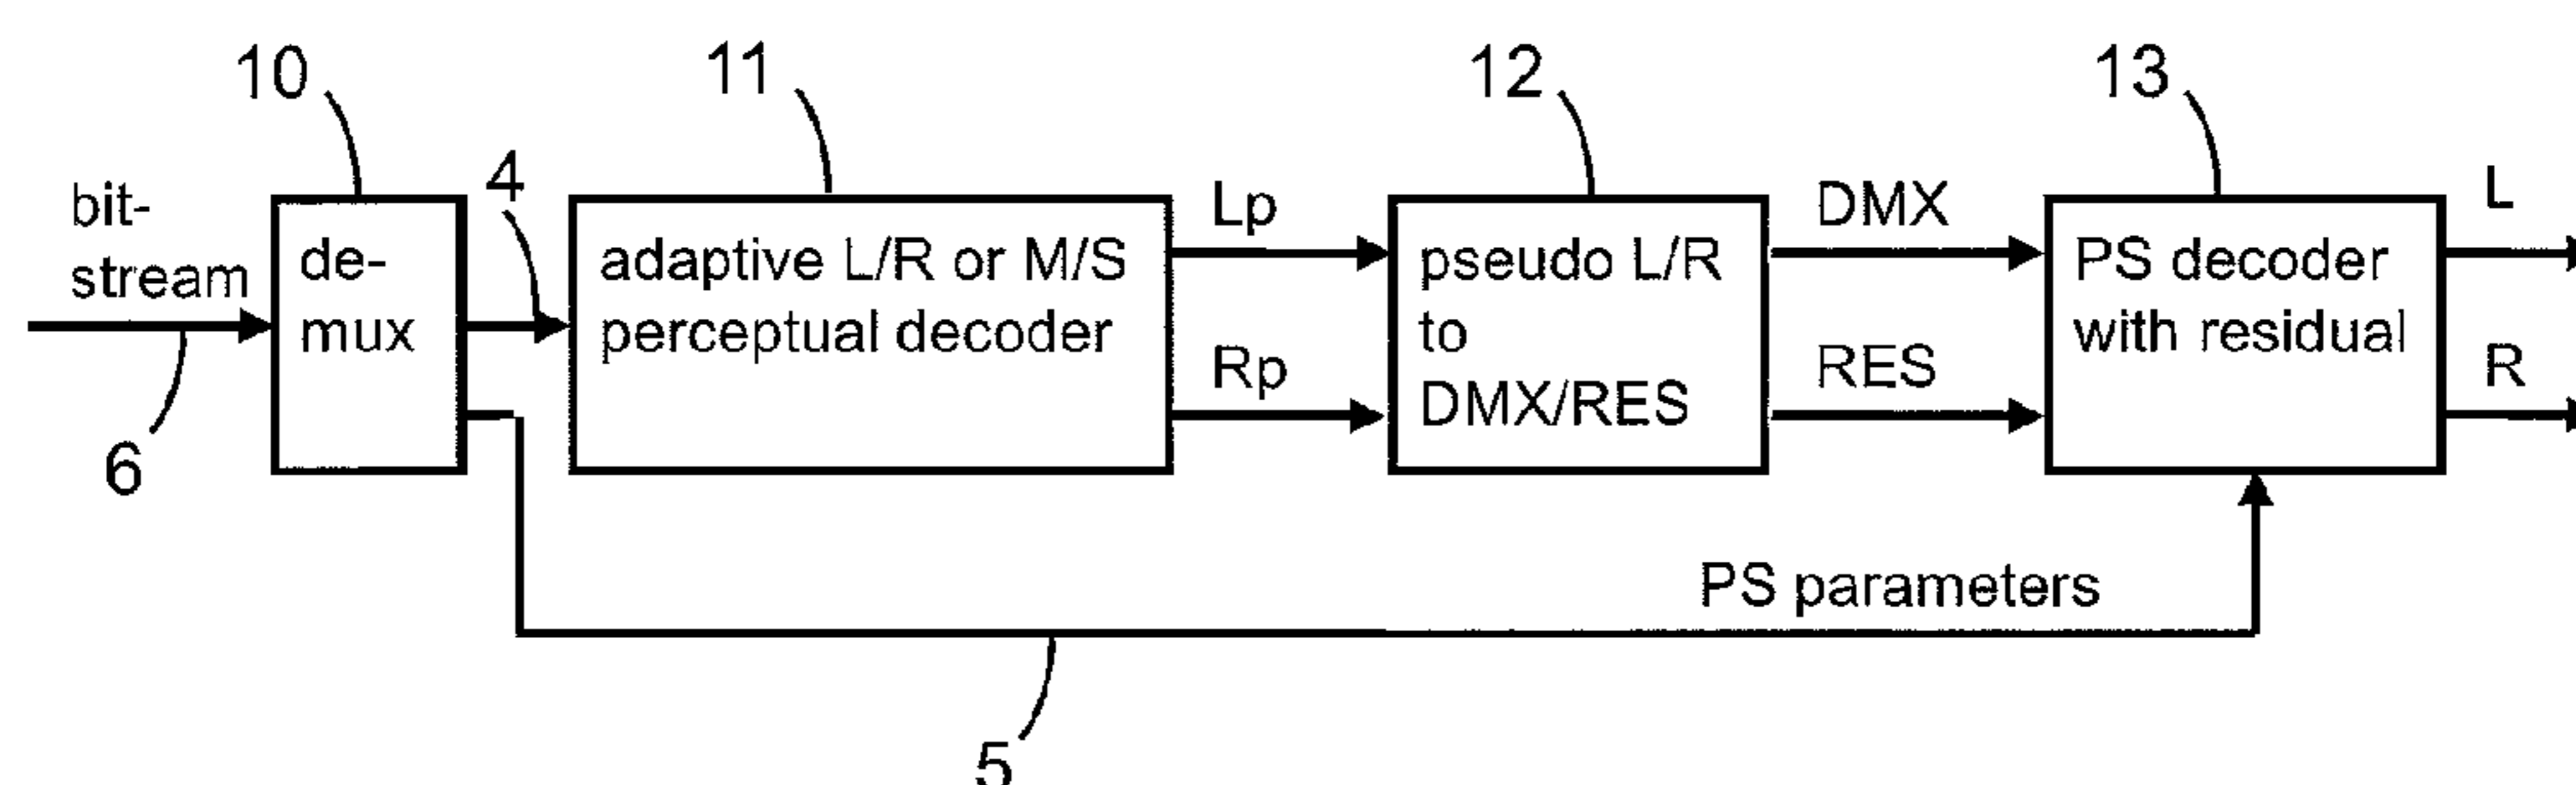 10
11
12
13
4
bit-
stream
de-
mux
adaptive L/R or M/S
perceptual decoder
Lp
Rp
pseudo L/R
to
DMX/RES
DMX
RES
PS decoder
with residual
L
R
6
PS parameters
5